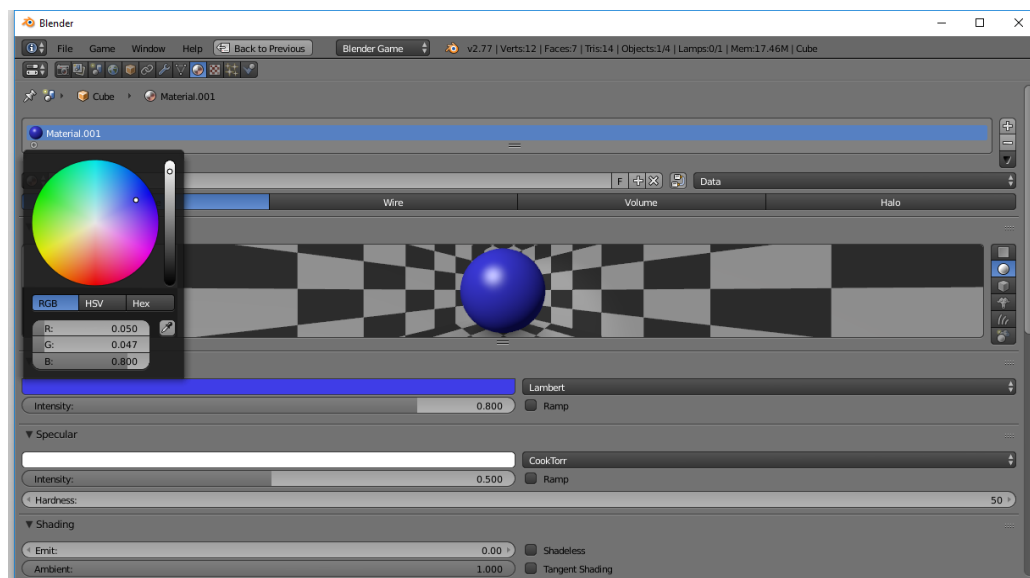 Blender
File Game Window Help Back to Previous Blender Game v2.77 | Verts:12 | Faces:7 | Tris:14 | Objects:1/4 | Lamps:0/1 | Mem:17.46M | Cube
Cube Material.001
Material.001
F Data
Wire Volume Halo
RGB HSV Hex
R: 0.050
G: 0.047
B: 0.800
Lambert
Intensity: 0.800 Ramp
Specular
CookTorr
Intensity: 0.500 Ramp
Hardness: 50
Shading
Emit: 0.00 Shadeless
Ambient: 1.000 Tangent Shading